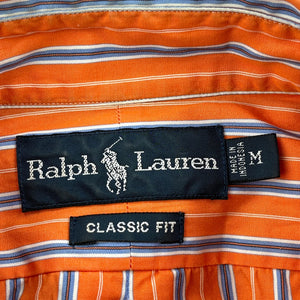 Ralph Lauren
MADE IN
INDONESIA
M
CLASSIC FIT